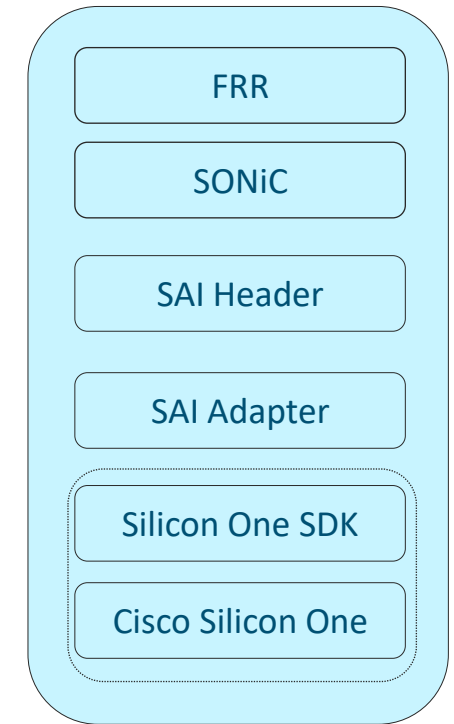 FRR
SONiC
SAI Header
SAI Adapter
Silicon One SDK
Cisco Silicon One